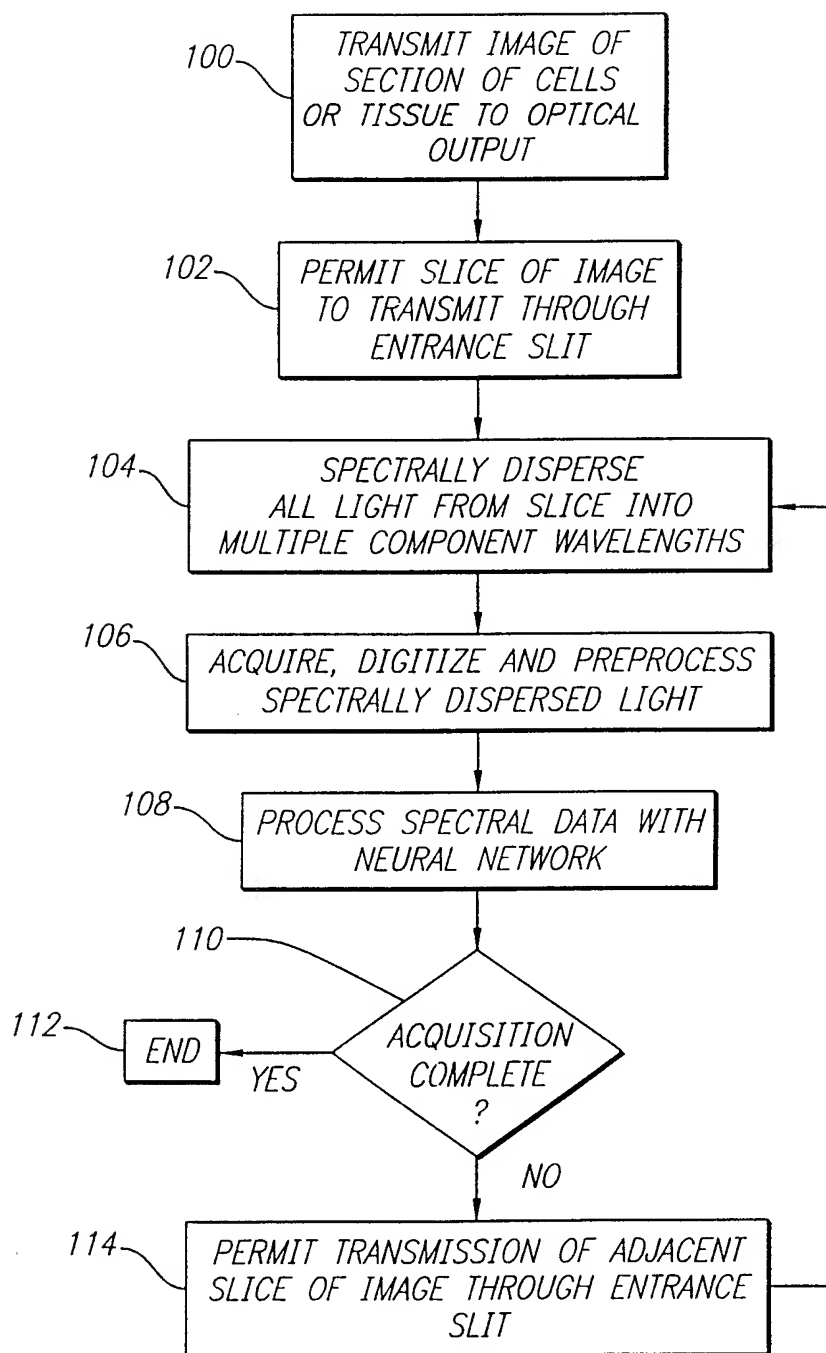 100
TRANSMIT IMAGE OF
SECTION OF CELLS
OR TISSUE TO OPTICAL
OUTPUT
102
PERMIT SLICE OF IMAGE
TO TRANSMIT THROUGH
ENTRANCE SLIT
104
SPECTRALLY DISPERSE
ALL LIGHT FROM SLICE INTO
MULTIPLE COMPONENT WAVELENGTHS
106
ACQUIRE, DIGITIZE AND PREPROCESS
SPECTRALLY DISPERSED LIGHT
108
PROCESS SPECTRAL DATA WITH
NEURAL NETWORK
110
ACQUISITION
COMPLETE
?
112
END
YES
NO
114
PERMIT TRANSMISSION OF ADJACENT
SLICE OF IMAGE THROUGH ENTRANCE
SLIT